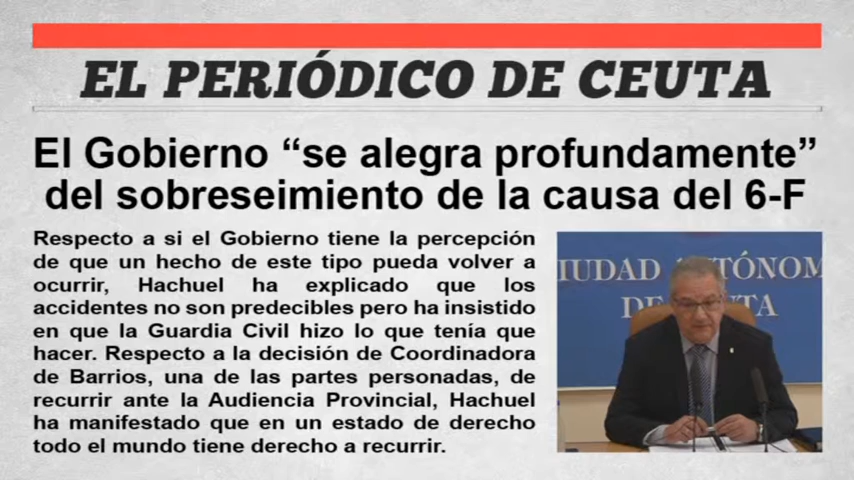 EL PERIÓDICO DE CEUTA
El Gobierno “se alegra profundamente”
del sobreseimiento de la causa del 6-F
Respecto a si el Gobierno tiene la percepción
de que un hecho de este tipo pueda volver a
ocurrir, Hachuel ha explicado que los
accidentes no son predecibles pero ha insistido
en que la Guardia Civil hizo lo que tenía que
hacer. Respecto a la decisión de Coordinadora
de Barrios, una de las partes personadas, de
recurrir ante la Audiencia Provincial, Hachuel
ha manifestado que en un estado de derecho
todo el mundo tiene derecho a recurrir.
IUDAD AUTÓNOM
DE CEUTA